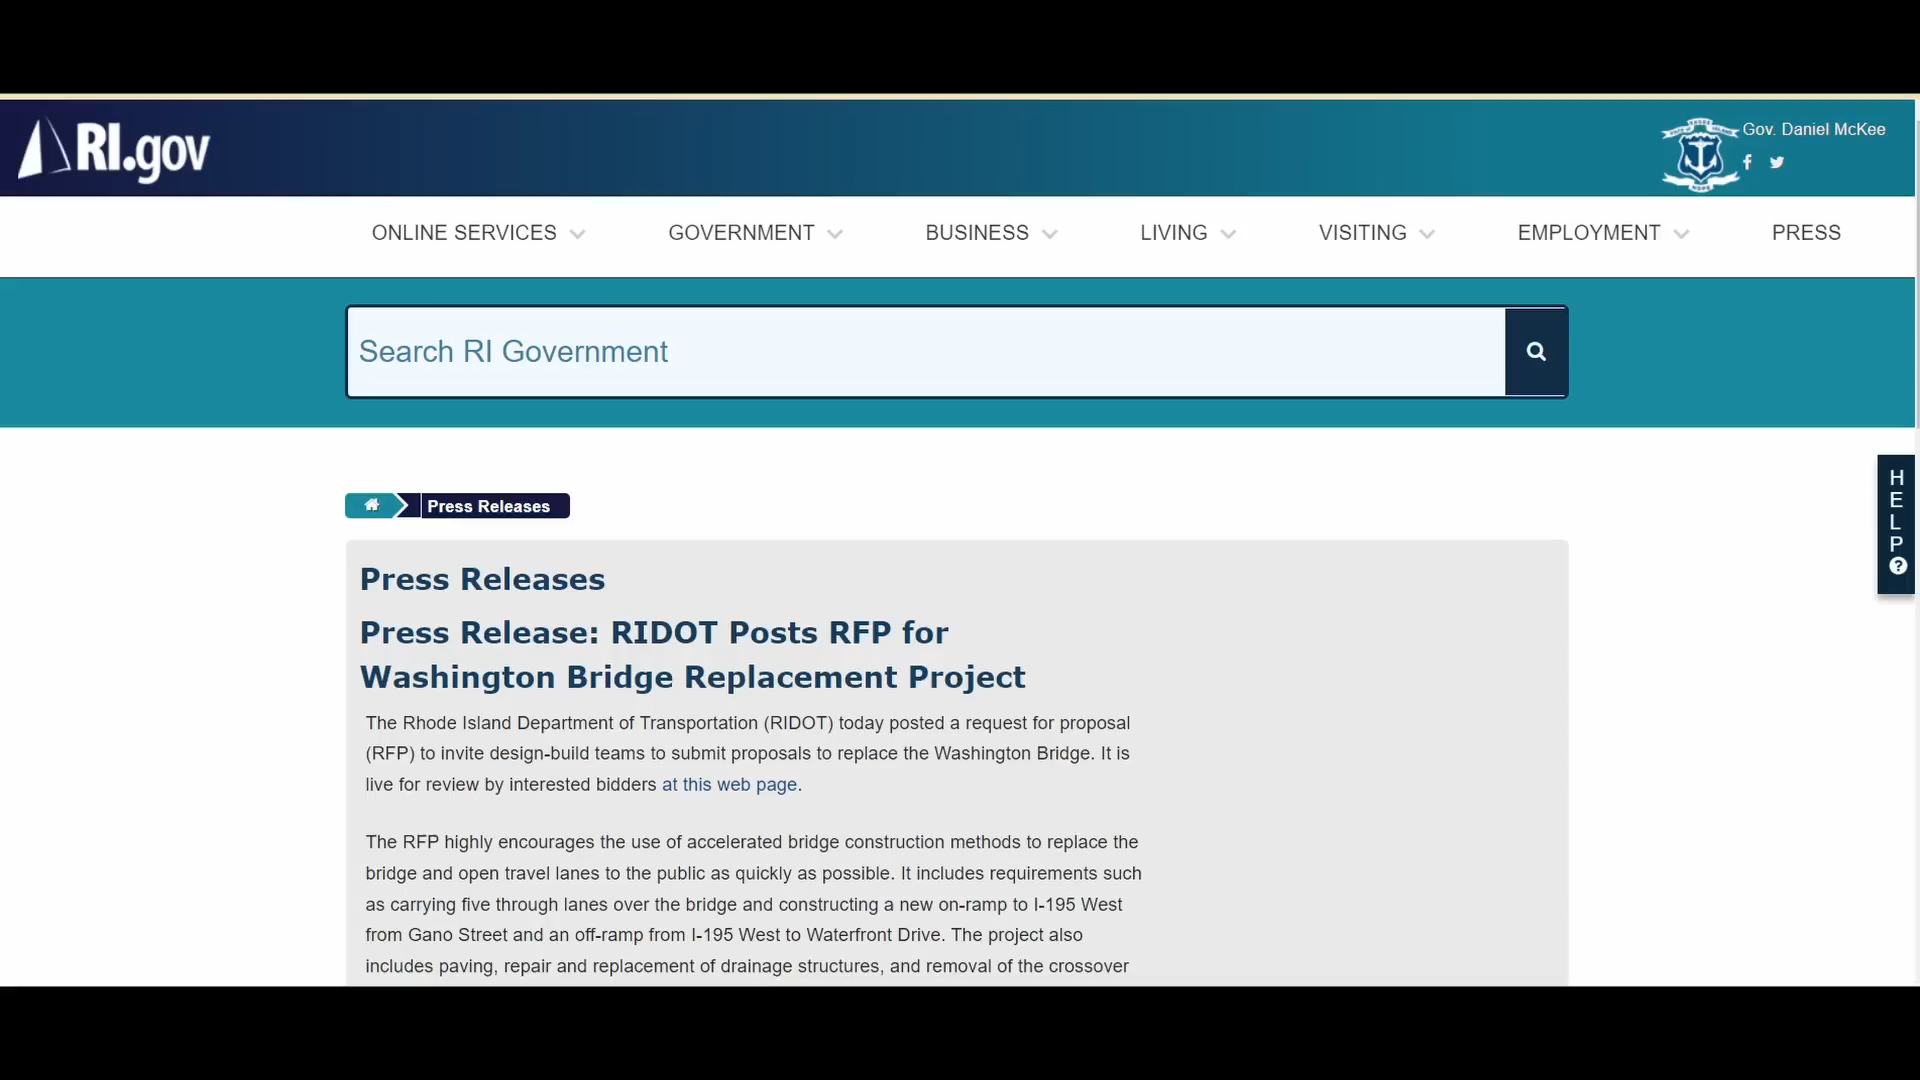 RI.gov
Gov. Daniel McKee
ONLINE SERVICES GOVERNMENT BUSINESS LIVING VISITING EMPLOYMENT PRESS
Search RI Government
HELP
Press Releases
Press Releases
Press Release: RIDOT Posts RFP for
Washington Bridge Replacement Project
The Rhode Island Department of Transportation (RIDOT) today posted a request for proposal
(RFP) to invite design-build teams to submit proposals to replace the Washington Bridge. It is
live for review by interested bidders at this web page.
The RFP highly encourages the use of accelerated bridge construction methods to replace the
bridge and open travel lanes to the public as quickly as possible. It includes requirements such
as carrying five through lanes over the bridge and constructing a new on-ramp to I-195 West
from Gano Street and an off-ramp from I-195 West to Waterfront Drive. The project also
includes paving, repair and replacement of drainage structures, and removal of the crossover